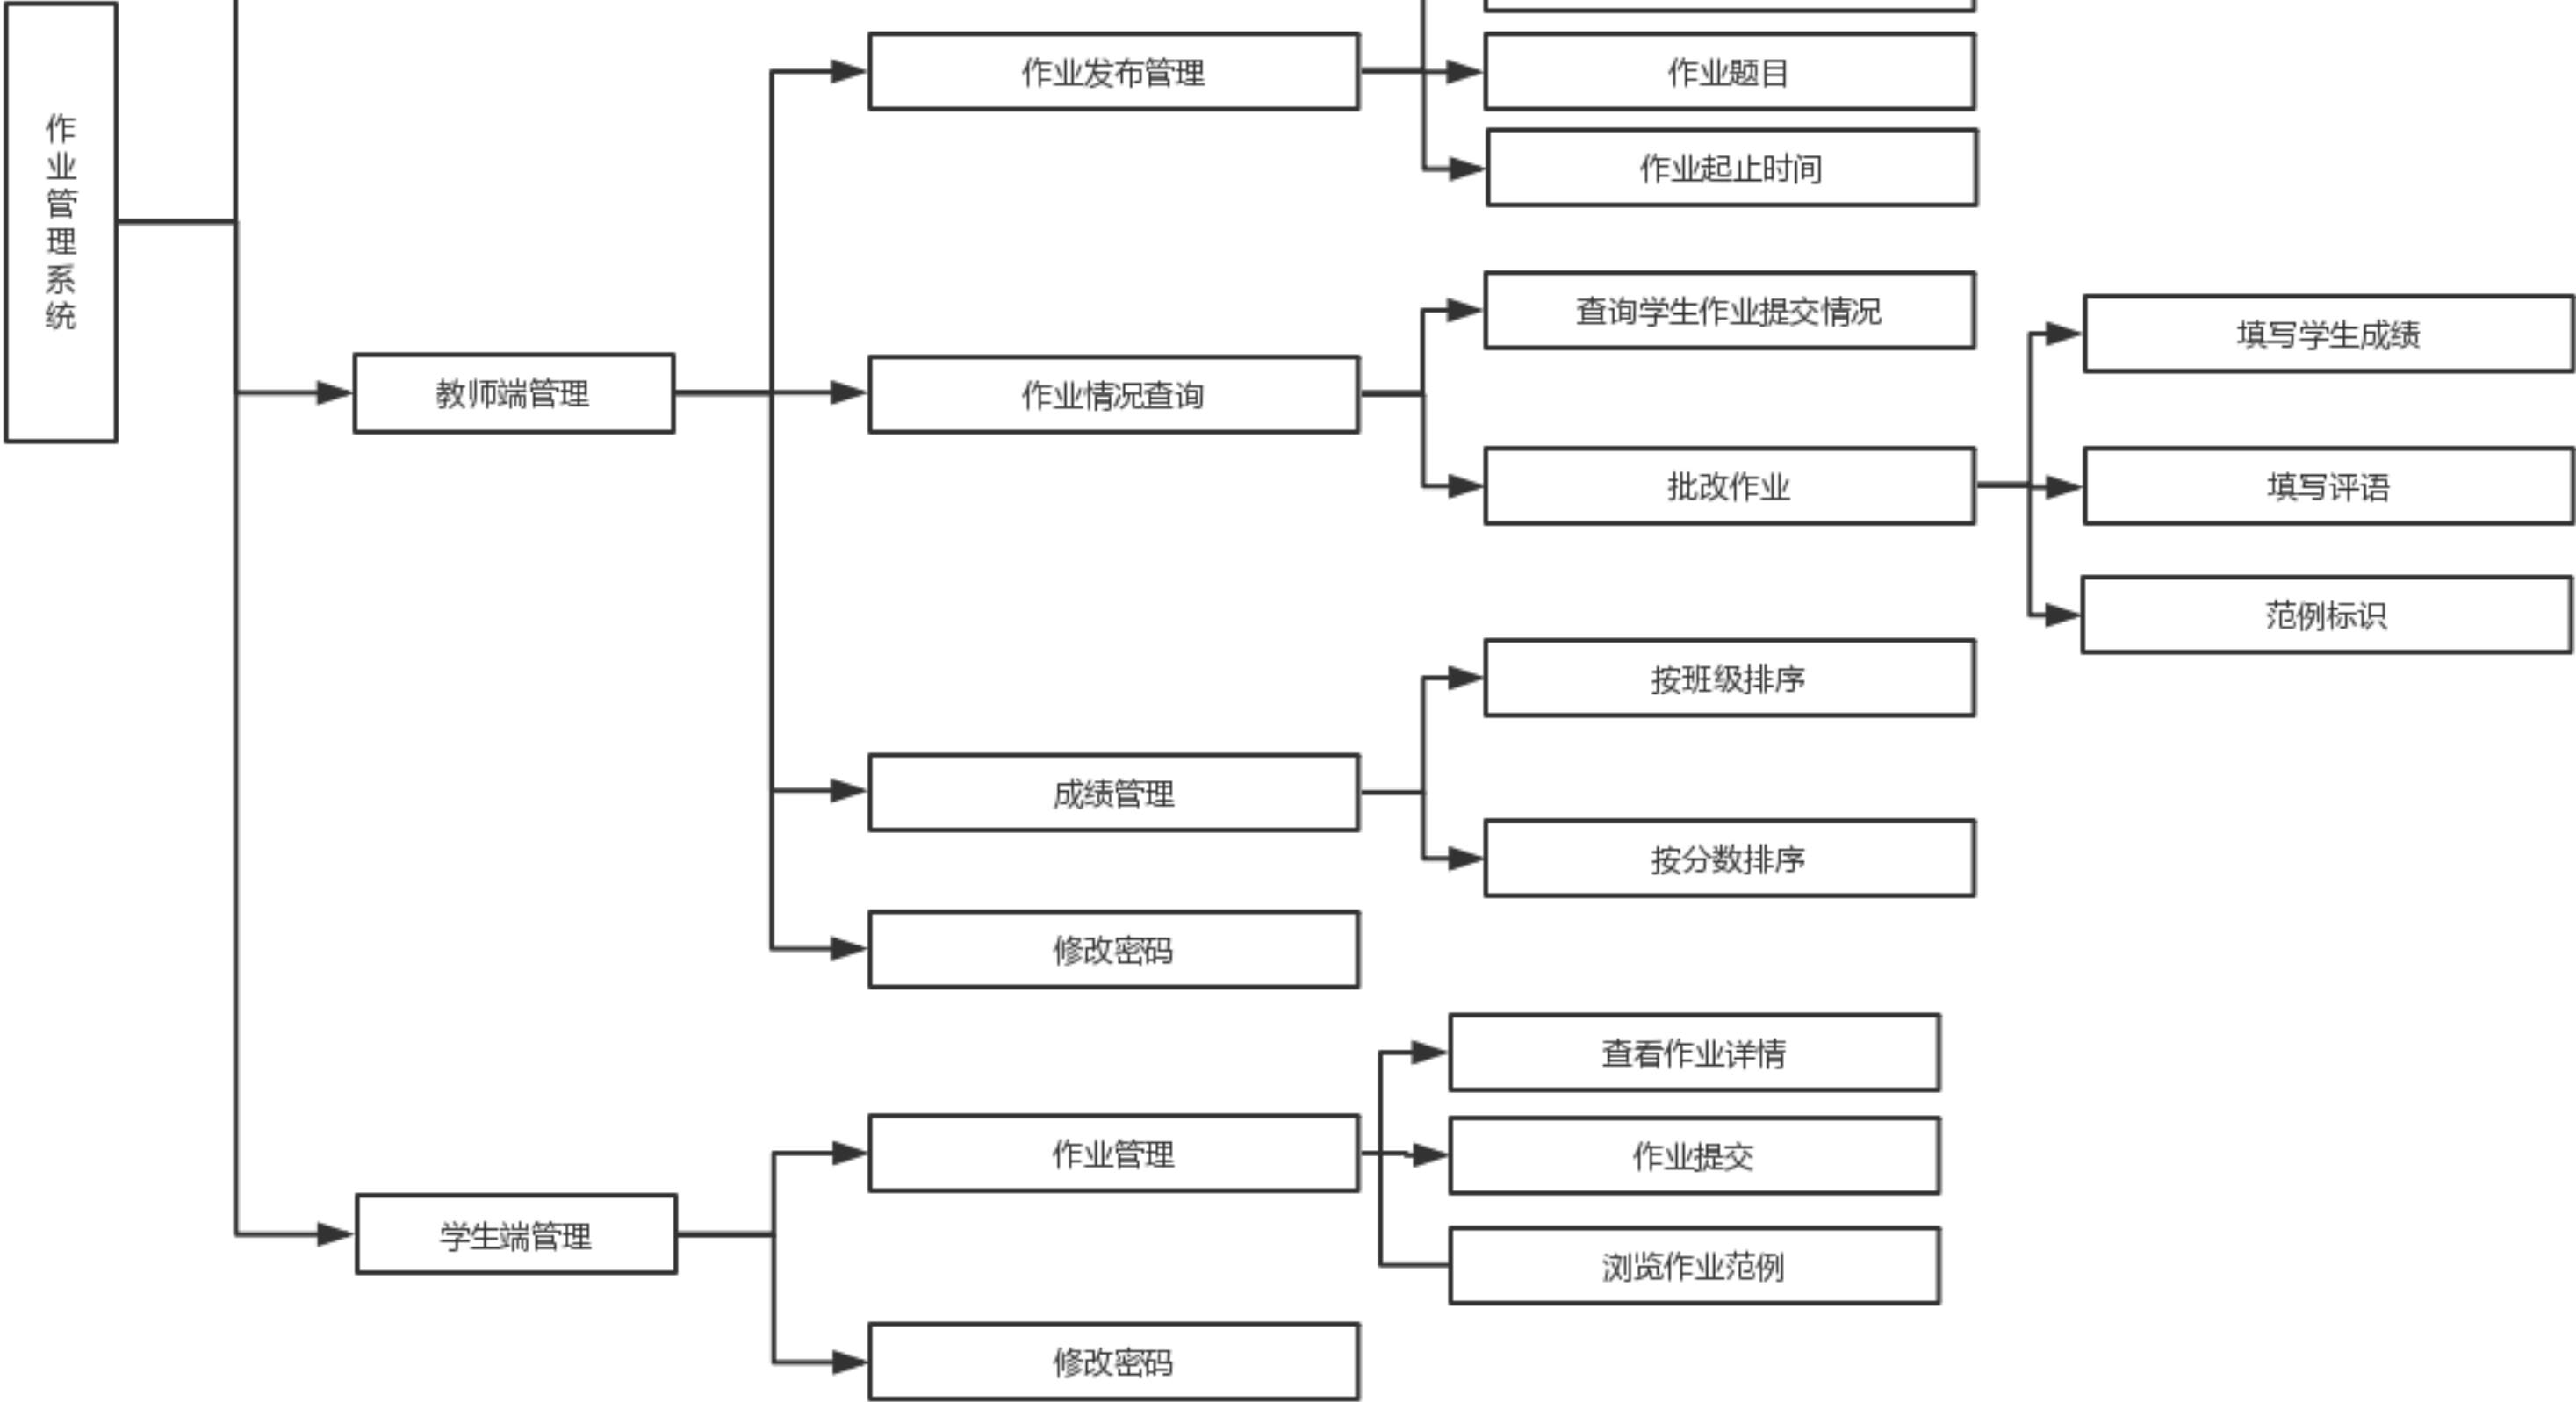 作业管理系统
作业发布管理
作业题目
作业起止时间
教师端管理
作业情况查询
查询学生作业提交情况
批改作业
填写学生成绩
填写评语
范例标识
成绩管理
按班级排序
按分数排序
修改密码
学生端管理
作业管理
查看作业详情
作业提交
浏览作业范例
修改密码